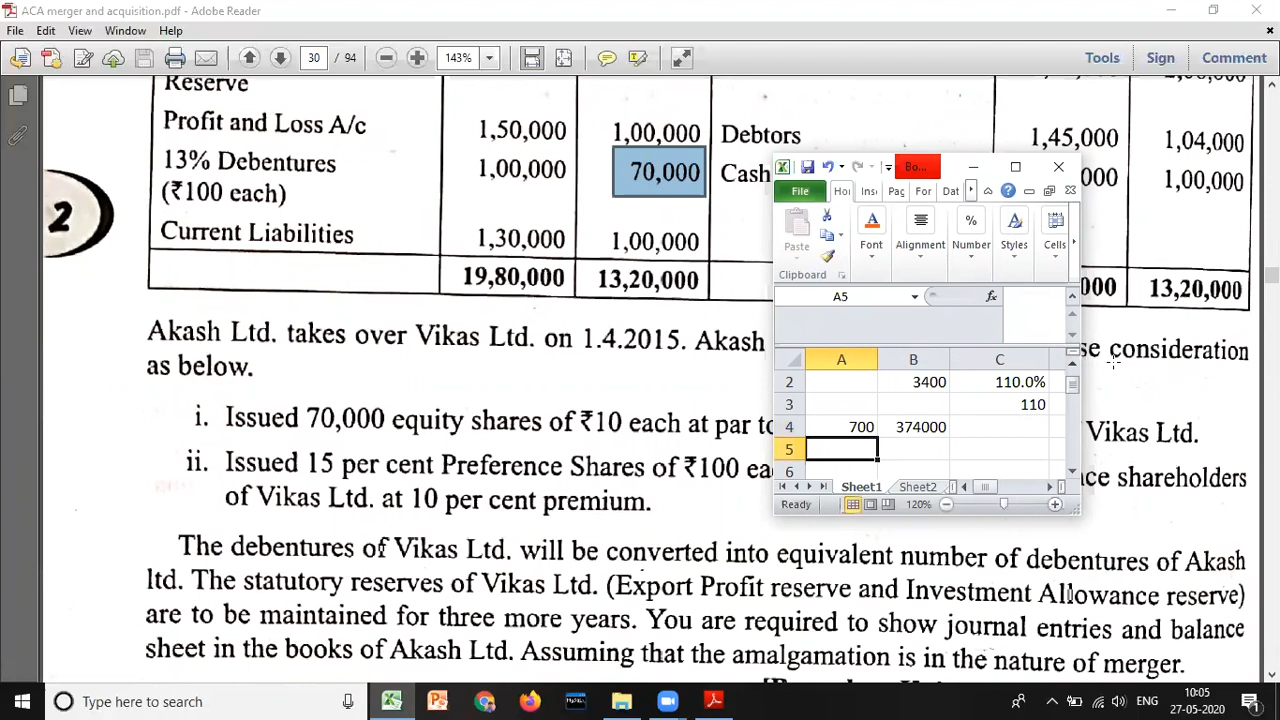 ACA merger and acquisition.pdf - Adobe Reader
File Edit View Window Help
30 / 94 143% Tools Sign Comment
Reserve
Profit and Loss A/c 1,50,000 1,00,000 Debtors 1,45,000 1,04,000
13% Debentures 1,00,000 70,000 Cash 000 1,00,000
(₹100 each)
2
Current Liabilities 1,30,000 1,00,000
19,80,000 13,20,000 000 13,20,000
Akash Ltd. takes over Vikas Ltd. on 1.4.2015. Akash se consideration
as below.
i. Issued 70,000 equity shares of ₹10 each at par to Vikas Ltd.
ii. Issued 15 per cent Preference Shares of ₹100 eac ce shareholders
of Vikas Ltd. at 10 per cent premium.
The debentures of Vikas Ltd. will be converted into equivalent number of debentures of Akash
ltd. The statutory reserves of Vikas Ltd. (Export Profit reserve and Investment Allowance reserve)
are to be maintained for three more years. You are required to show journal entries and balance
sheet in the books of Akash Ltd. Assuming that the amalgamation is in the nature of merger.
Bo...
File Hor Inse Pag For Dat
Paste Font Alignment Number Styles Cells
Clipboard
A5 fx
A B C
2 3400 110.0%
3 110
4 700 374000
5
6
Sheet1 Sheet2
Ready 120%
Type here to search
ENG 10:05
27-05-2020
1